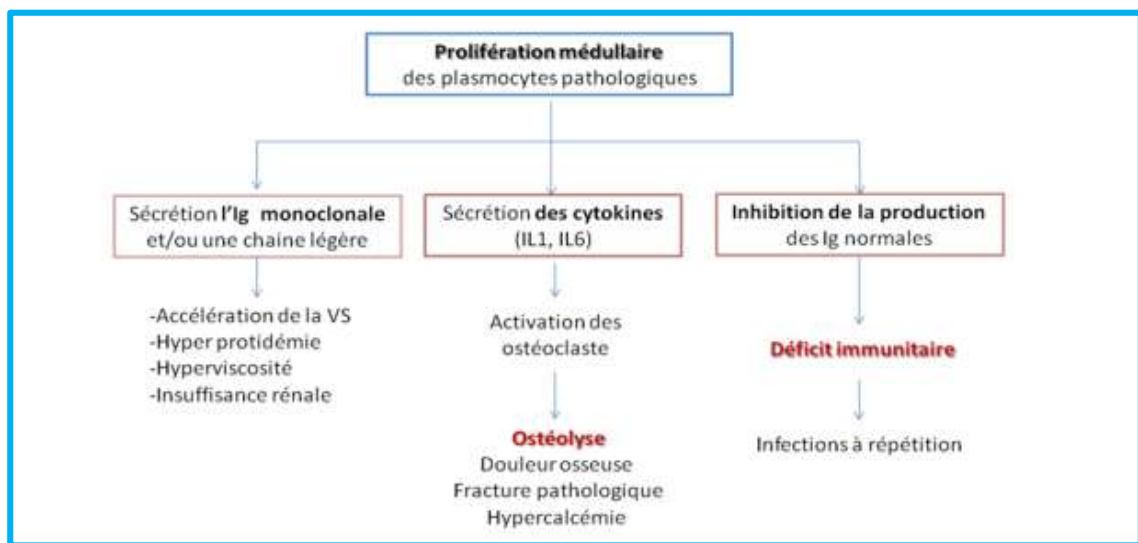 Prolifération médullaire
des plasmocytes pathologiques
Sécrétion l'Ig monoclonale
et/ou une chaine légère
-Accélération de la VS
-Hyper protidémie
-Hyperviscosité
-Insuffisance rénale
Sécrétion des cytokines
(IL1, IL6)
Activation des
ostéoclaste
Ostéolyse
Douleur osseuse
Fracture pathologique
Hypercalcémie
Inhibition de la production
des Ig normales
Déficit immunitaire
Infections à répétition